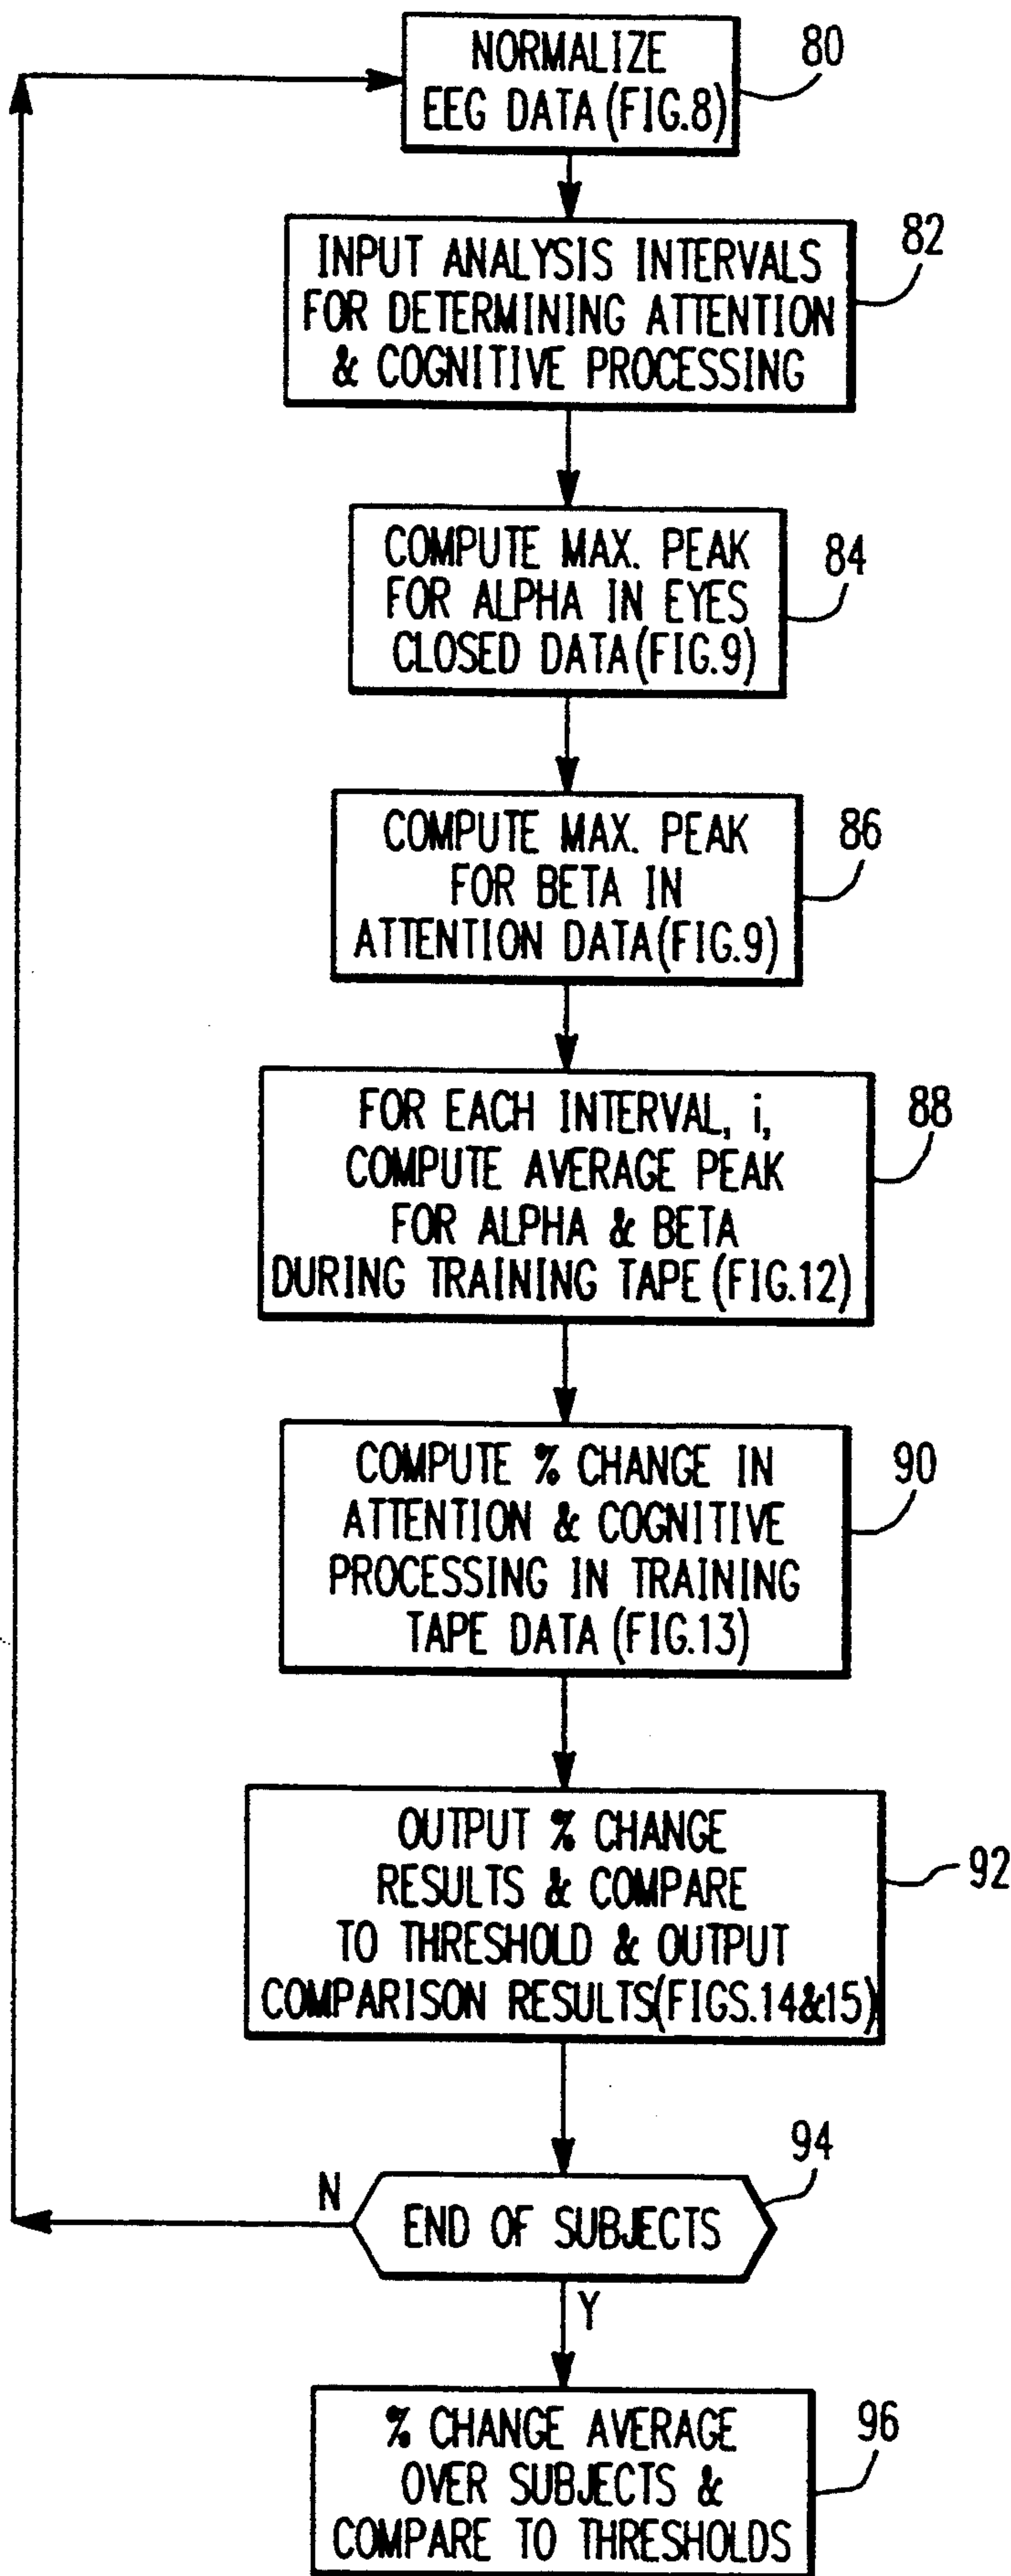 NORMALIZE
EEG DATA (FIG.8)
80
INPUT ANALYSIS INTERVALS
FOR DETERMINING ATTENTION
& COGNITIVE PROCESSING
82
COMPUTE MAX. PEAK
FOR ALPHA IN EYES
CLOSED DATA (FIG.9)
84
COMPUTE MAX. PEAK
FOR BETA IN
ATTENTION DATA (FIG.9)
86
FOR EACH INTERVAL, i,
COMPUTE AVERAGE PEAK
FOR ALPHA & BETA
DURING TRAINING TAPE (FIG.12)
88
COMPUTE % CHANGE IN
ATTENTION & COGNITIVE
PROCESSING IN TRAINING
TAPE DATA (FIG.13)
90
OUTPUT % CHANGE
RESULTS & COMPARE
TO THRESHOLD & OUTPUT
COMPARISON RESULTS (FIGS.14&15)
92
N
END OF SUBJECTS
94
Y
% CHANGE AVERAGE
OVER SUBJECTS &
COMPARE TO THRESHOLDS
96